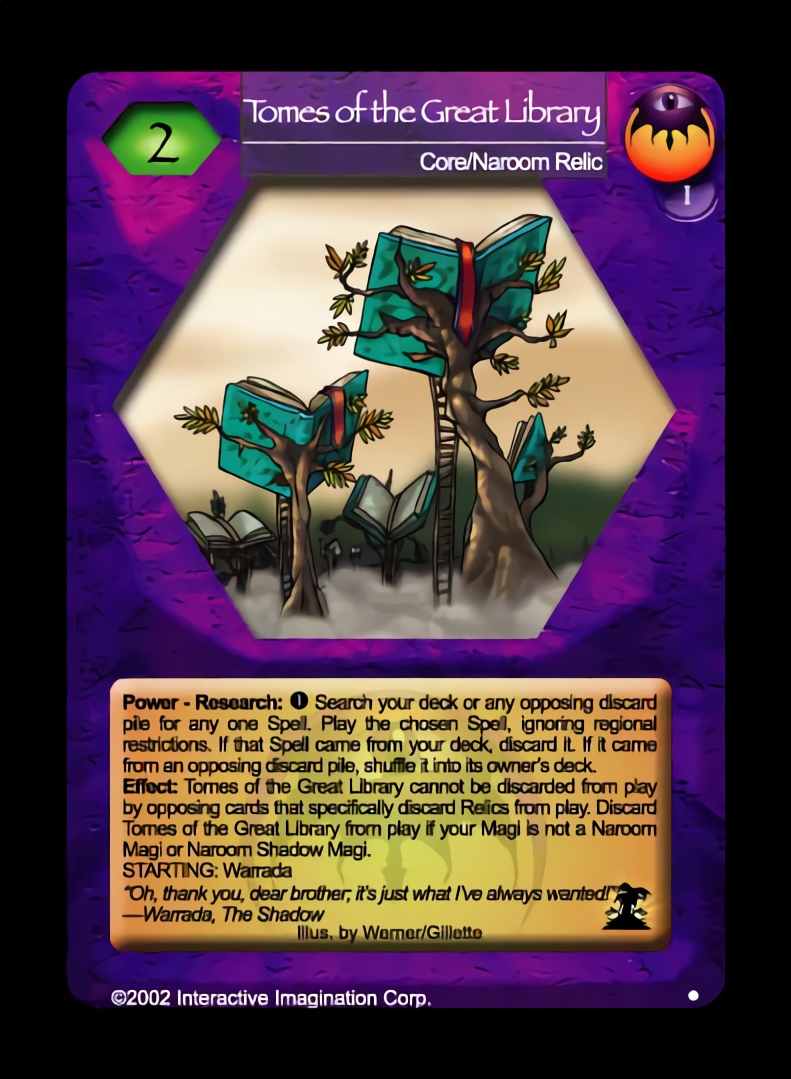 2
Tomes of the Great Library
Core/Naroom Relic
1
Power - Research: ❶ Search your deck or any opposing discard
pile for any one Spell. Play the chosen Spell, ignoring regional
restrictions. If that Spell came from your deck, discard it. If it came
from an opposing discard pile, shuffle it into its owner's deck.
Effect: Tomes of the Great Library cannot be discarded from play
by opposing cards that specifically discard Relics from play. Discard
Tomes of the Great Library from play if your Magi is not a Naroom
Magi or Naroom Shadow Magi.
STARTING: Warrada
"Oh, thank you, dear brother; it's just what I've always wanted!"
—Warrada, The Shadow
Illus. by Werner/Gillette
©2002 Interactive Imagination Corp.